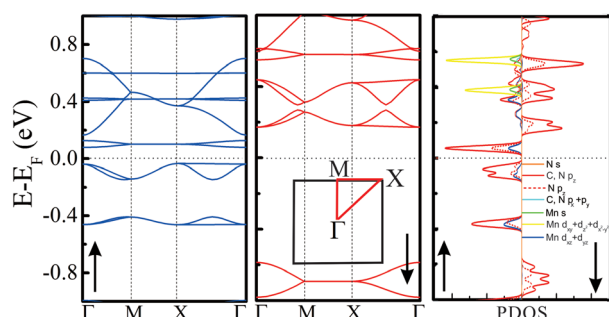 E-E_F (eV)
0.8
0.4
0.0
-0.4
-0.8
Γ M X Γ
M
X
Γ
Γ M X Γ
N s
C, N p_z
N p_z
C, N p_x+p_y
Mn s
Mn d_xy+d_z²+d_x²-y²
Mn d_xz+d_yz
PDOS